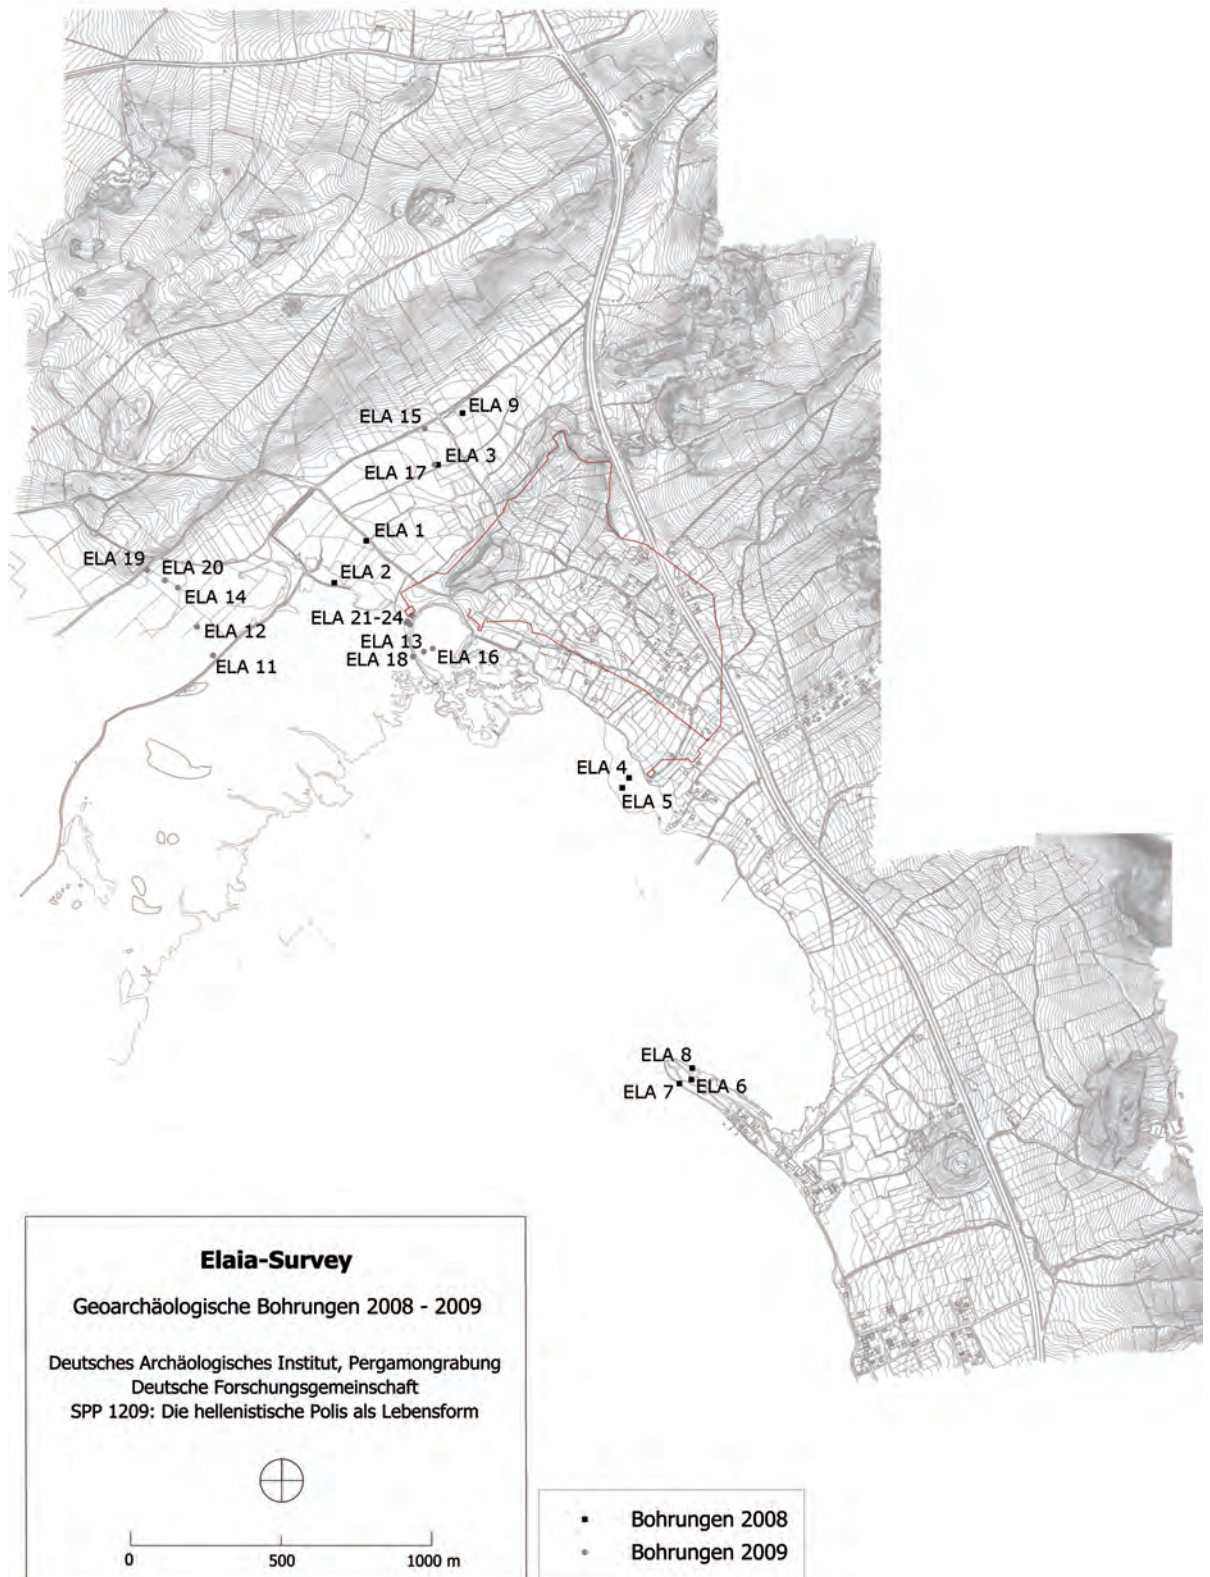 ELA 9
ELA 15
ELA 3
ELA 17
ELA 1
ELA 19
ELA 20
ELA 2
ELA 14
ELA 21-24
ELA 12
ELA 13
ELA 16
ELA 18
ELA 11
ELA 4
ELA 5
ELA 8
ELA 6
ELA 7
Elaia-Survey
Geoarchäologische Bohrungen 2008 - 2009
Deutsches Archäologisches Institut, Pergamongrabung
Deutsche Forschungsgemeinschaft
SPP 1209: Die hellenistische Polis als Lebensform
0 500 1000 m
Bohrungen 2008
Bohrungen 2009